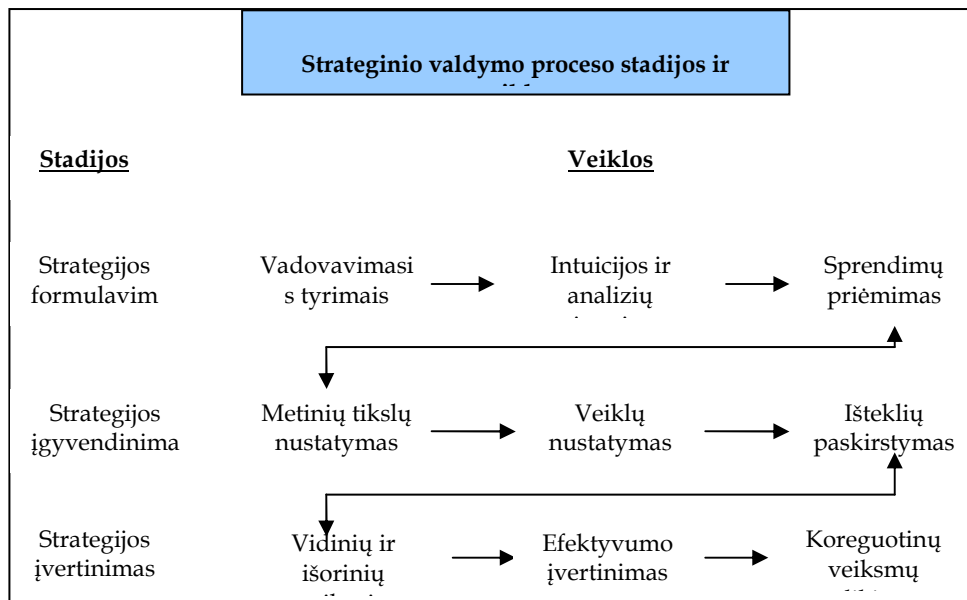 Strateginio valdymo proceso stadijos ir
Stadijos
Veiklos
Strategijos
formulavim
Vadovavimasi
s tyrimais
Intuicijos ir
analizių
Sprendimų
priėmimas
Strategijos
įgyvendinima
Metinių tikslų
nustatymas
Veiklų
nustatymas
Išteklių
paskirstymas
Strategijos
įvertinimas
Vidinių ir
išorinių
Efektyvumo
įvertinimas
Koreguotinų
veiksmų